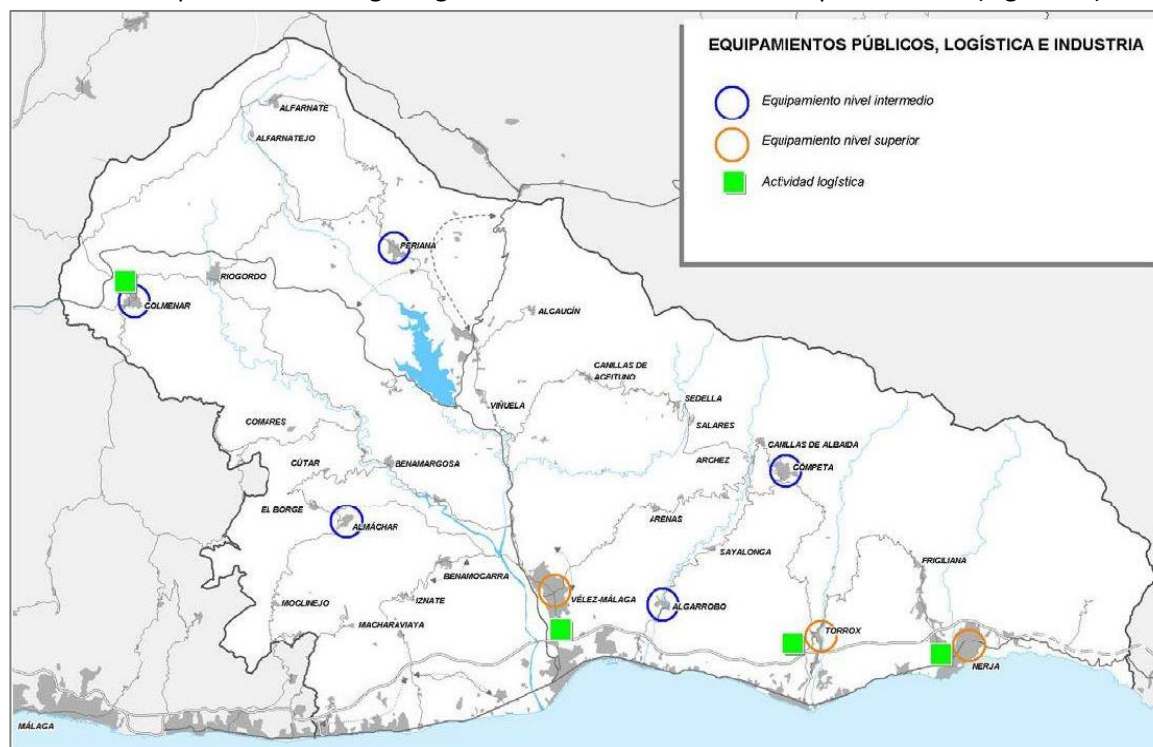 EQUIPAMIENTOS PÚBLICOS, LOGÍSTICA E INDUSTRIA
Equipamiento nivel intermedio
Equipamiento nivel superior
Actividad logística
ALFARNATE
ALFARNATEJO
PERIANA
RIOGORDO
COLMENAR
ALCAUCÍN
CANILLAS DE
ACEITUNO
VIÑUELA
SEDELLA
SALARES
COMARES
CANILLAS DE ALBAIDA
ARCHEZ
CÓMPETA
CÚTAR
BENAMARGOSA
EL BORGE
ALMÁCHAR
ARENAS
SAYALONGA
BENAMOCARRA
FRIGILIANA
IZNATE
VÉLEZ-MÁLAGA
ALGARROBO
MOCLINEJO
MACHARAVIAYA
TORROX
NERJA
MÁLAGA